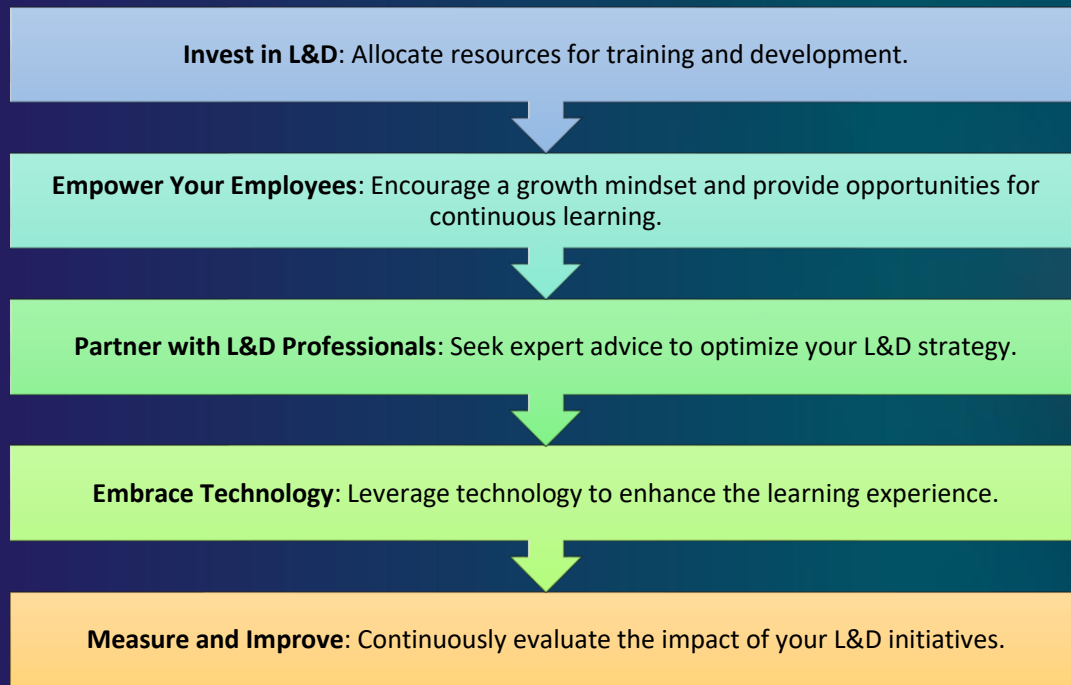 Invest in L&D: Allocate resources for training and development.
Empower Your Employees: Encourage a growth mindset and provide opportunities for
continuous learning.
Partner with L&D Professionals: Seek expert advice to optimize your L&D strategy.
Embrace Technology: Leverage technology to enhance the learning experience.
Measure and Improve: Continuously evaluate the impact of your L&D initiatives.